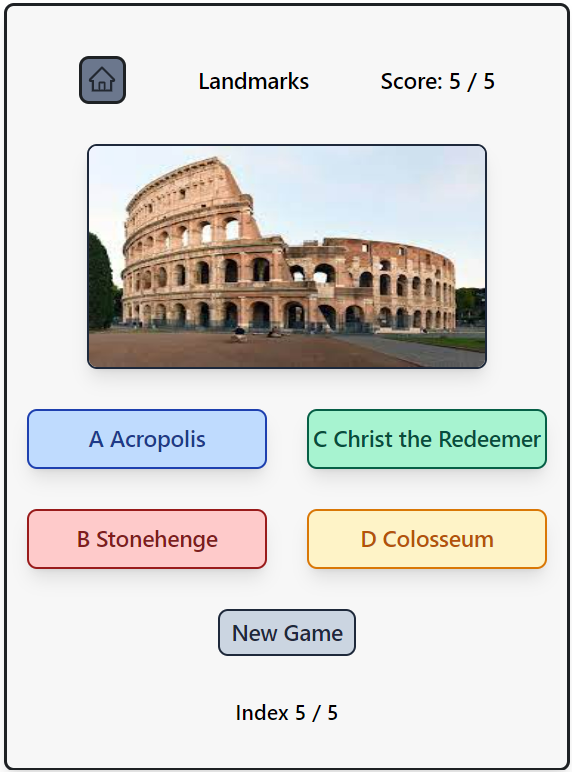 Landmarks
Score: 5 / 5
A Acropolis
C Christ the Redeemer
B Stonehenge
D Colosseum
New Game
Index 5 / 5